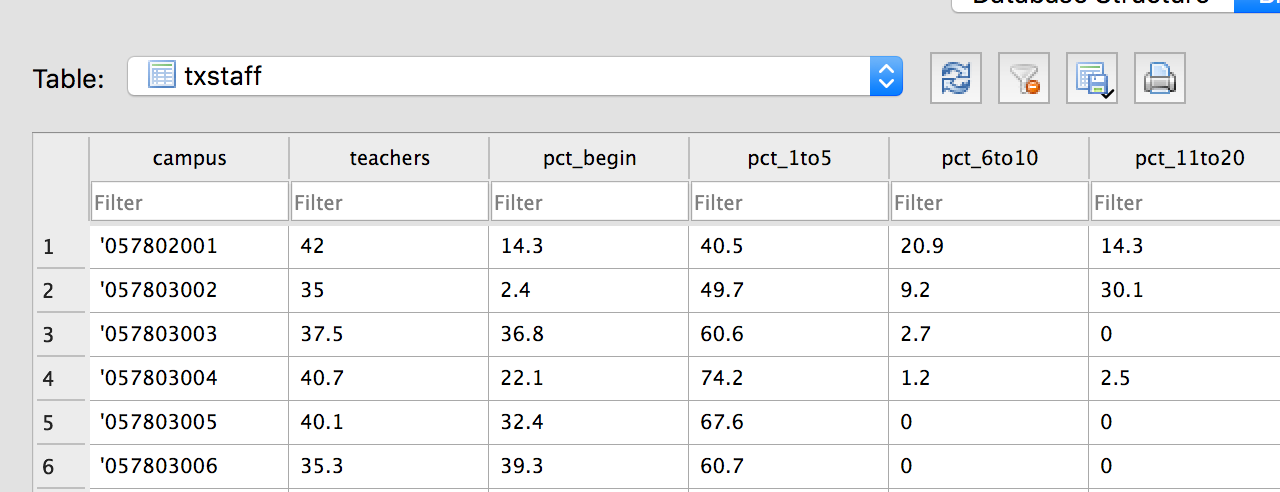 Database Structure
Table: txstaff
campus teachers pct_begin pct_1to5 pct_6to10 pct_11to20
Filter Filter Filter Filter Filter Filter
1 '057802001 42 14.3 40.5 20.9 14.3
2 '057803002 35 2.4 49.7 9.2 30.1
3 '057803003 37.5 36.8 60.6 2.7 0
4 '057803004 40.7 22.1 74.2 1.2 2.5
5 '057803005 40.1 32.4 67.6 0 0
6 '057803006 35.3 39.3 60.7 0 0